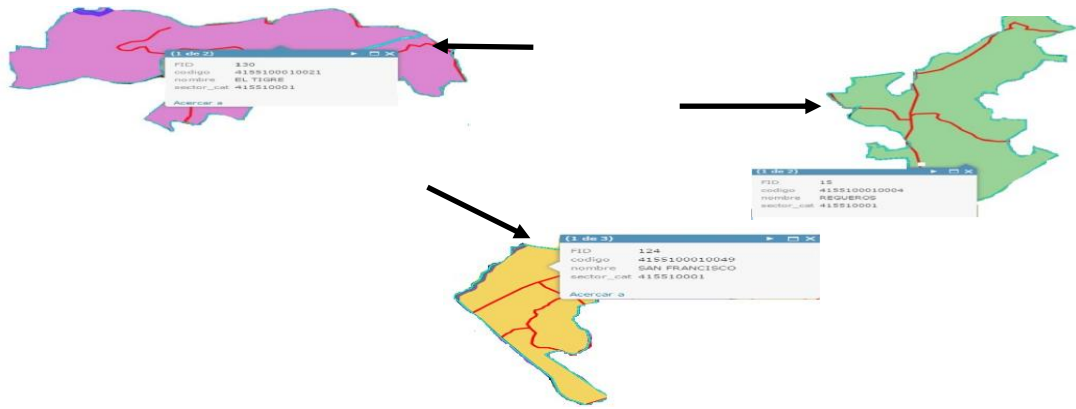 (1 de 2)
FID 130
codigo 4155100010021
nombre EL TIGRE
sector_cat 415510001
Acercar a
(1 de 2)
FID 15
codigo 4155100010004
nombre REGUEROS
sector_cat 415510001
(1 de 3)
FID 124
codigo 4155100010049
nombre SAN FRANCISCO
sector_cat 415510001
Acercar a